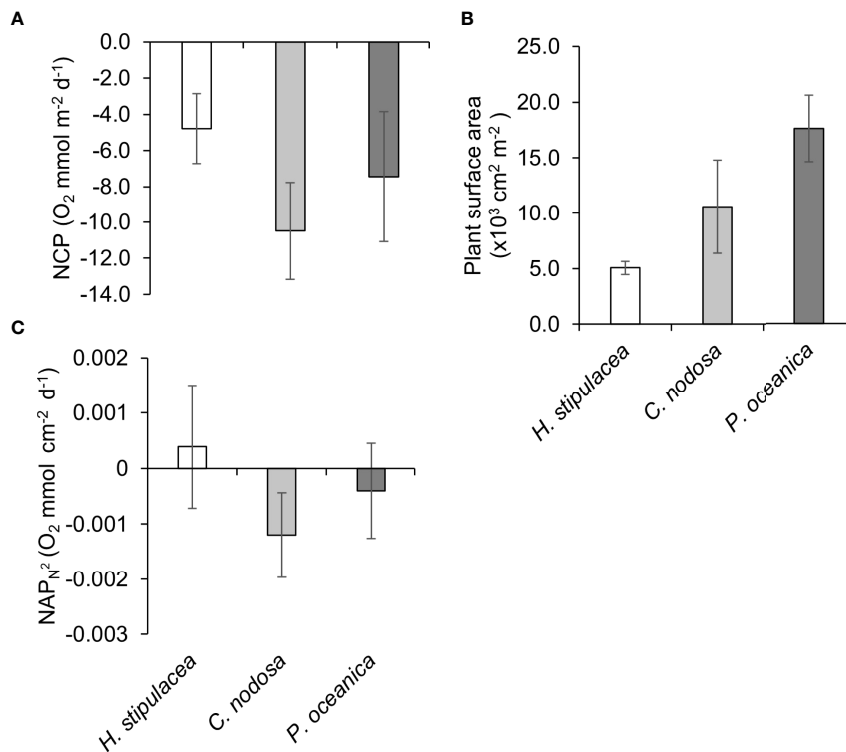 A
0.0
-2.0
-4.0
-6.0
-8.0
-10.0
-12.0
-14.0
NCP (O₂ mmol m⁻² d⁻¹)
B
25.0
20.0
15.0
10.0
5.0
0.0
Plant surface area
(x10³ cm² m⁻²)
H. stipulacea
C. nodosa
P. oceanica
C
0.002
0.001
0
-0.001
-0.002
-0.003
NAP_N² (O₂ mmol cm⁻² d⁻¹)
H. stipulacea
C. nodosa
P. oceanica